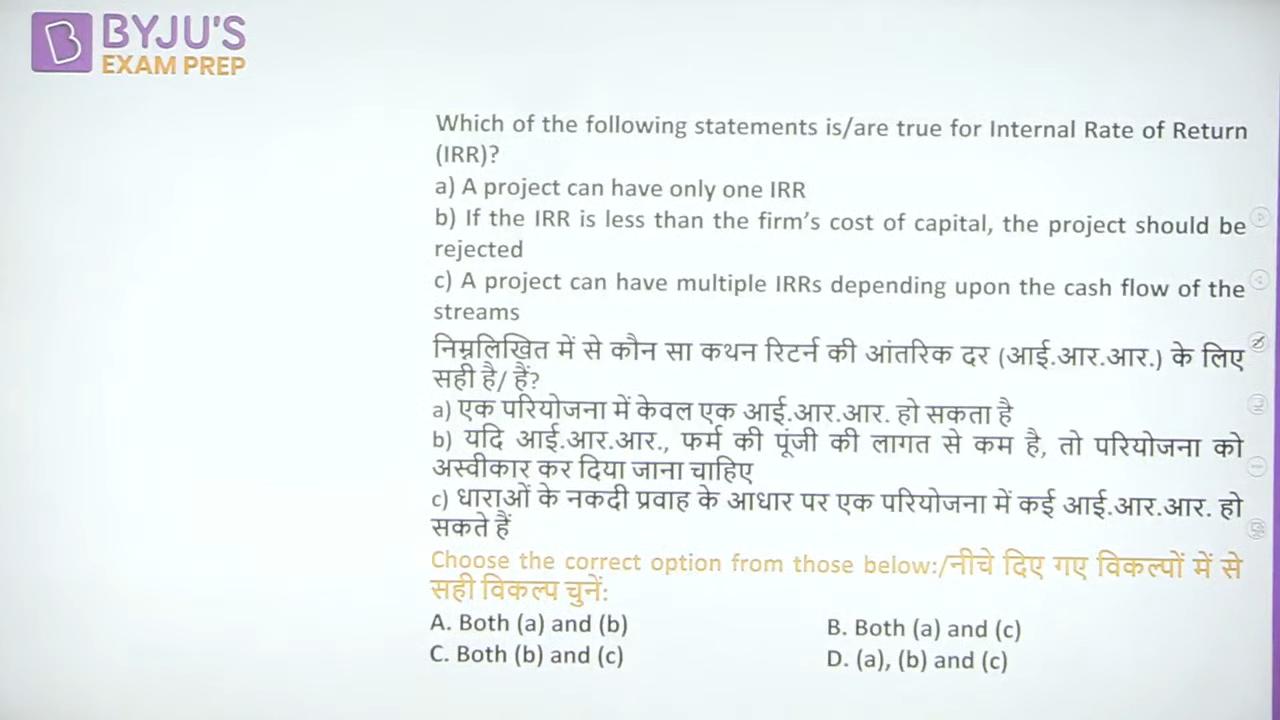 BYJU'S
EXAM PREP
Which of the following statements is/are true for Internal Rate of Return
(IRR)?
a) A project can have only one IRR
b) If the IRR is less than the firm's cost of capital, the project should be
rejected
c) A project can have multiple IRRs depending upon the cash flow of the
streams
निम्नलिखित में से कौन सा कथन रिटर्न की आंतरिक दर (आई.आर.आर.) के लिए
सही है/ हैं?
a) एक परियोजना में केवल एक आई.आर.आर. हो सकता है
b) यदि आई.आर.आर., फर्म की पूंजी की लागत से कम है, तो परियोजना को
अस्वीकार कर दिया जाना चाहिए
c) धाराओं के नकदी प्रवाह के आधार पर एक परियोजना में कई आई.आर.आर. हो
सकते हैं
Choose the correct option from those below:/नीचे दिए गए विकल्पों में से
सही विकल्प चुनें:
A. Both (a) and (b)
B. Both (a) and (c)
C. Both (b) and (c)
D. (a), (b) and (c)